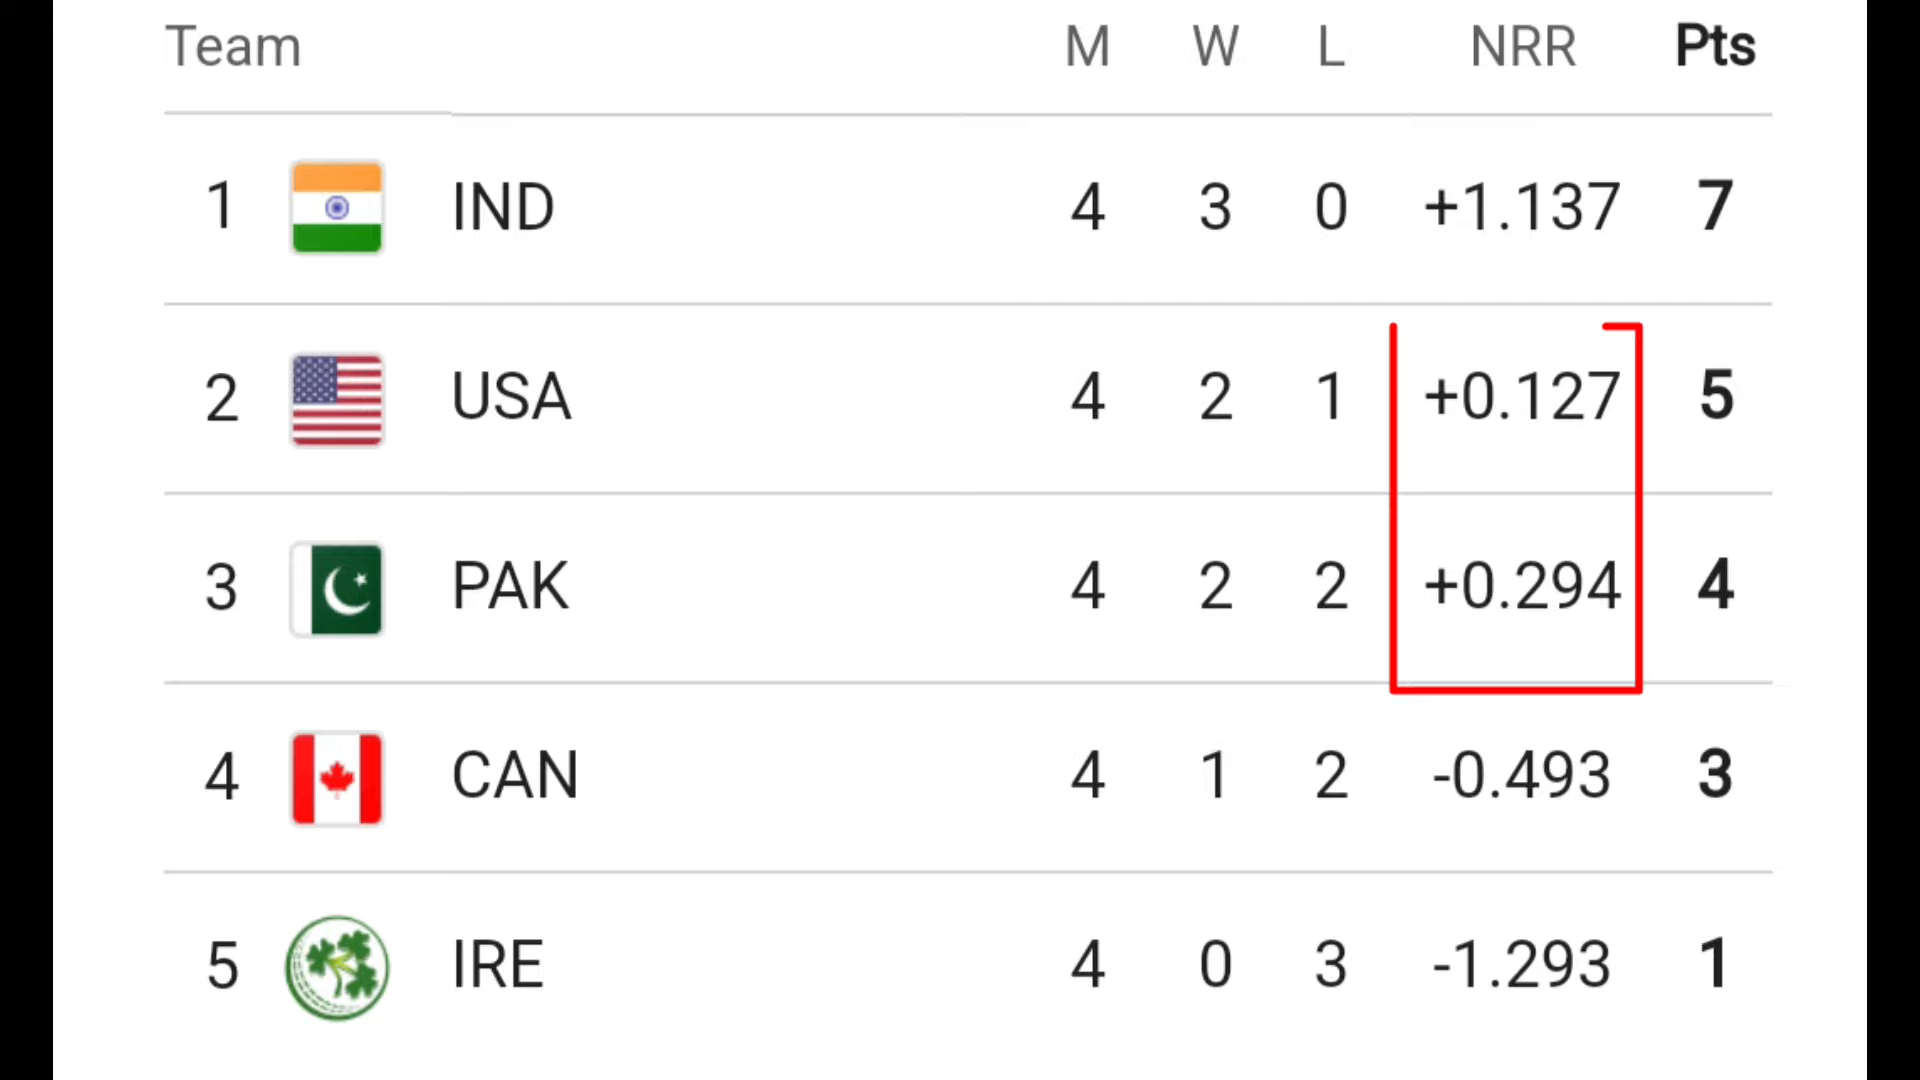 Team M W L NRR Pts
1 IND 4 3 0 +1.137 7
2 USA 4 2 1 +0.127 5
3 PAK 4 2 2 +0.294 4
4 CAN 4 1 2 -0.493 3
5 IRE 4 0 3 -1.293 1